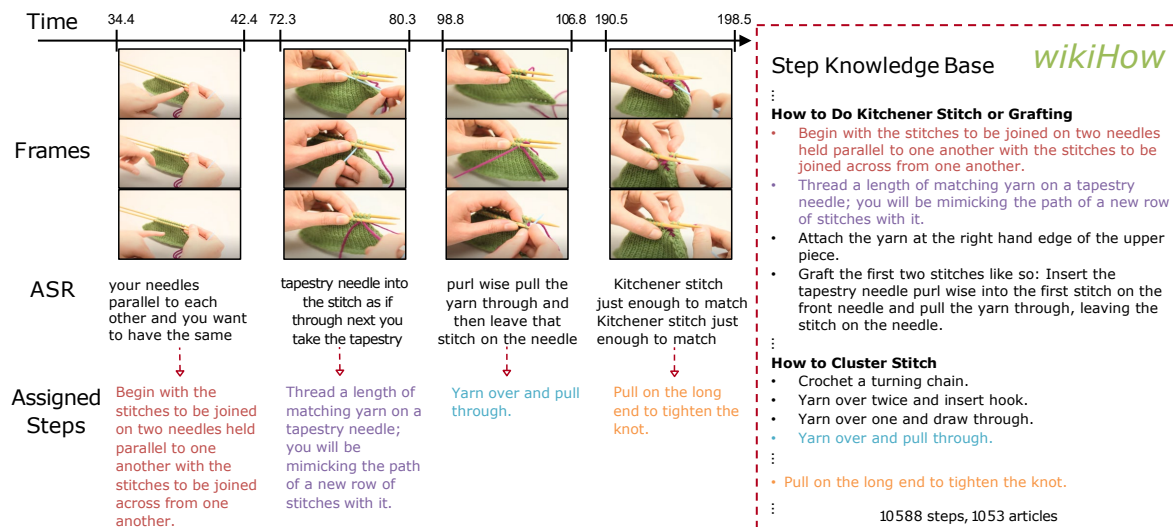 Time
34.4 42.4 72.3 80.3 98.8 106.8 190.5 198.5
Frames
ASR
your needles
parallel to each
other and you want
to have the same
tapestry needle into
the stitch as if
through next you
take the tapestry
purl wise pull the
yarn through and
then leave that
stitch on the needle
Kitchener stitch
just enough to match
Kitchener stitch just
enough to match
Assigned
Steps
Begin with the
stitches to be joined
on two needles held
parallel to one
another with the
stitches to be joined
across from one
another.
Thread a length of
matching yarn on a
tapestry needle;
you will be
mimicking the path
of a new row of
stitches with it.
Yarn over and pull
through.
Pull on the long
end to tighten the
knot.
Step Knowledge Base
wikiHow
⋮
How to Do Kitchener Stitch or Grafting
• Begin with the stitches to be joined on two needles
held parallel to one another with the stitches to be
joined across from one another.
• Thread a length of matching yarn on a tapestry
needle; you will be mimicking the path of a new row
of stitches with it.
• Attach the yarn at the right hand edge of the upper
piece.
• Graft the first two stitches like so: Insert the
tapestry needle purl wise into the first stitch on the
front needle and pull the yarn through, leaving the
stitch on the needle.
⋮
How to Cluster Stitch
• Crochet a turning chain.
• Yarn over twice and insert hook.
• Yarn over one and draw through.
• Yarn over and pull through.
⋮
• Pull on the long end to tighten the knot.
⋮
10588 steps, 1053 articles